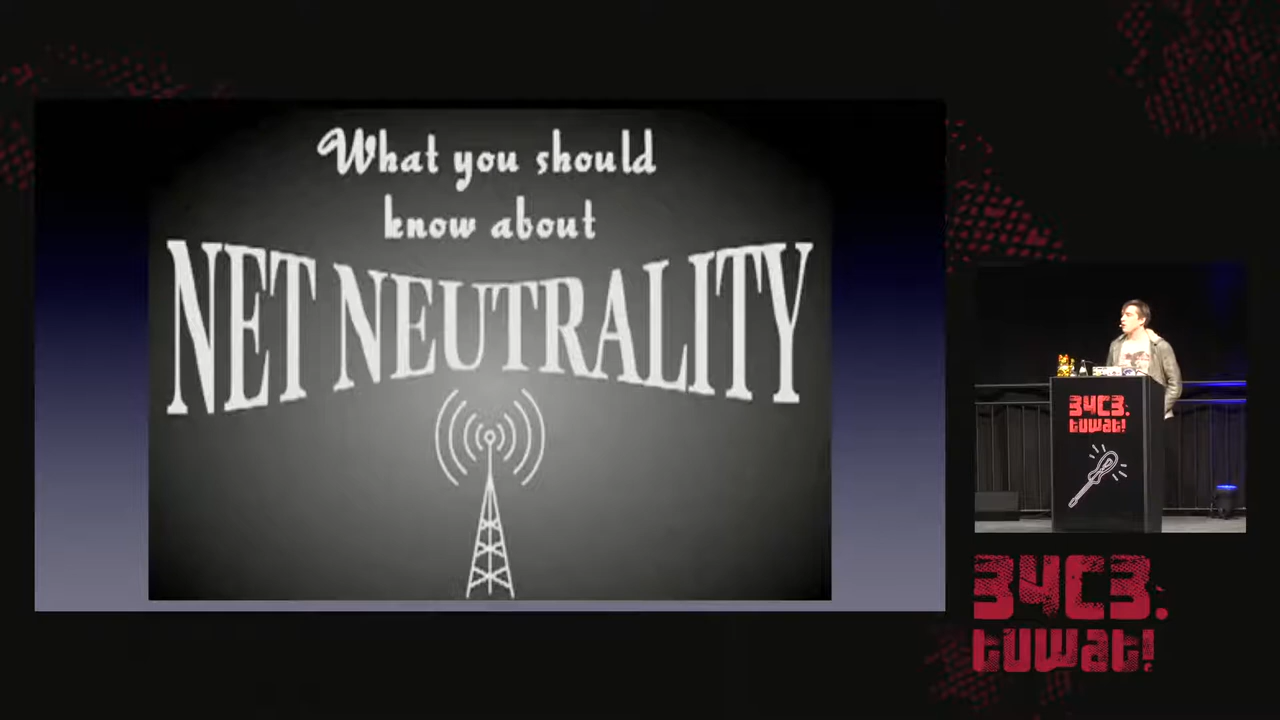 What you should
know about
NET NEUTRALITY
34C3.
tuwat!
34C3.
tuwat!